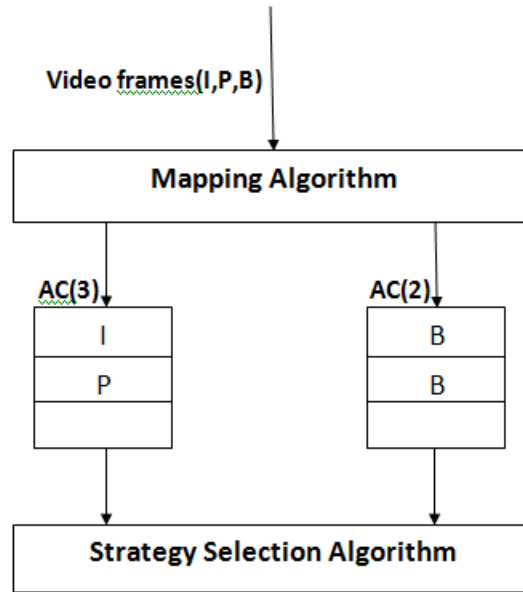 Video frames(I,P,B)
Mapping Algorithm
AC(3) AC(2)
I B
P B
Strategy Selection Algorithm